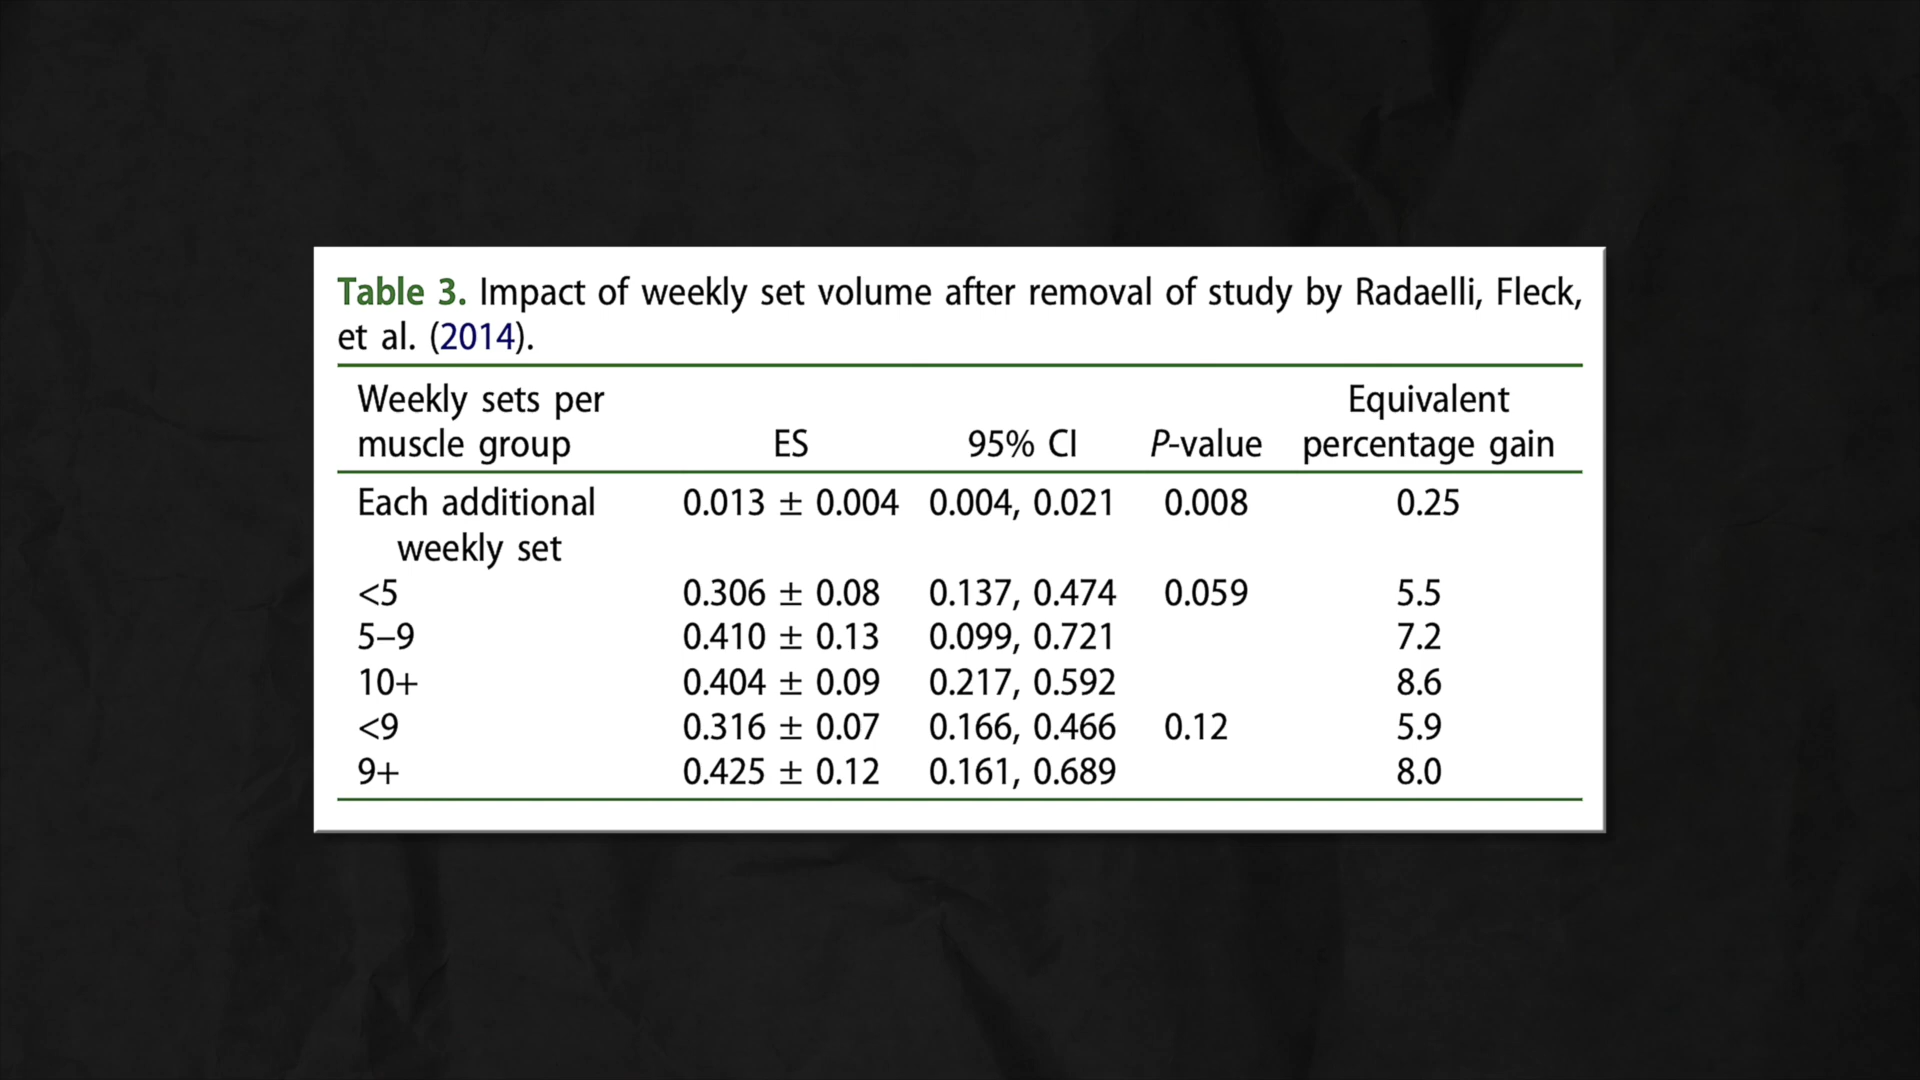 Table 3. Impact of weekly set volume after removal of study by Radaelli, Fleck,
et al. (2014).
Weekly sets per muscle group ES 95% CI P-value Equivalent percentage gain
Each additional weekly set 0.013 ± 0.004 0.004, 0.021 0.008 0.25
<5 0.306 ± 0.08 0.137, 0.474 0.059 5.5
5–9 0.410 ± 0.13 0.099, 0.721 7.2
10+ 0.404 ± 0.09 0.217, 0.592 8.6
<9 0.316 ± 0.07 0.166, 0.466 0.12 5.9
9+ 0.425 ± 0.12 0.161, 0.689 8.0